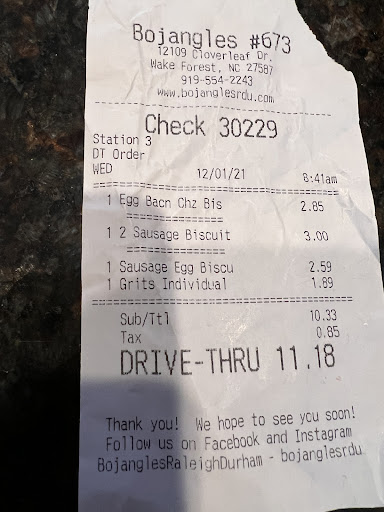 Bojangles #673
12109 Cloverleaf Dr.
Wake Forest, NC 27587
919-554-2243
www.bojanglesrdu.com
Check 30229
Station 3
DT Order
WED 12/01/21 8:41am
1 Egg Bacn Chz Bis 2.85
1 2 Sausage Biscuit 3.00
1 Sausage Egg Biscu 2.59
1 Grits Individual 1.89
Sub/Ttl 10.33
Tax 0.85
DRIVE-THRU 11.18
Thank you! We hope to see you soon!
Follow us on Facebook and Instagram
BojanglesRaleighDurham - bojanglesrdu